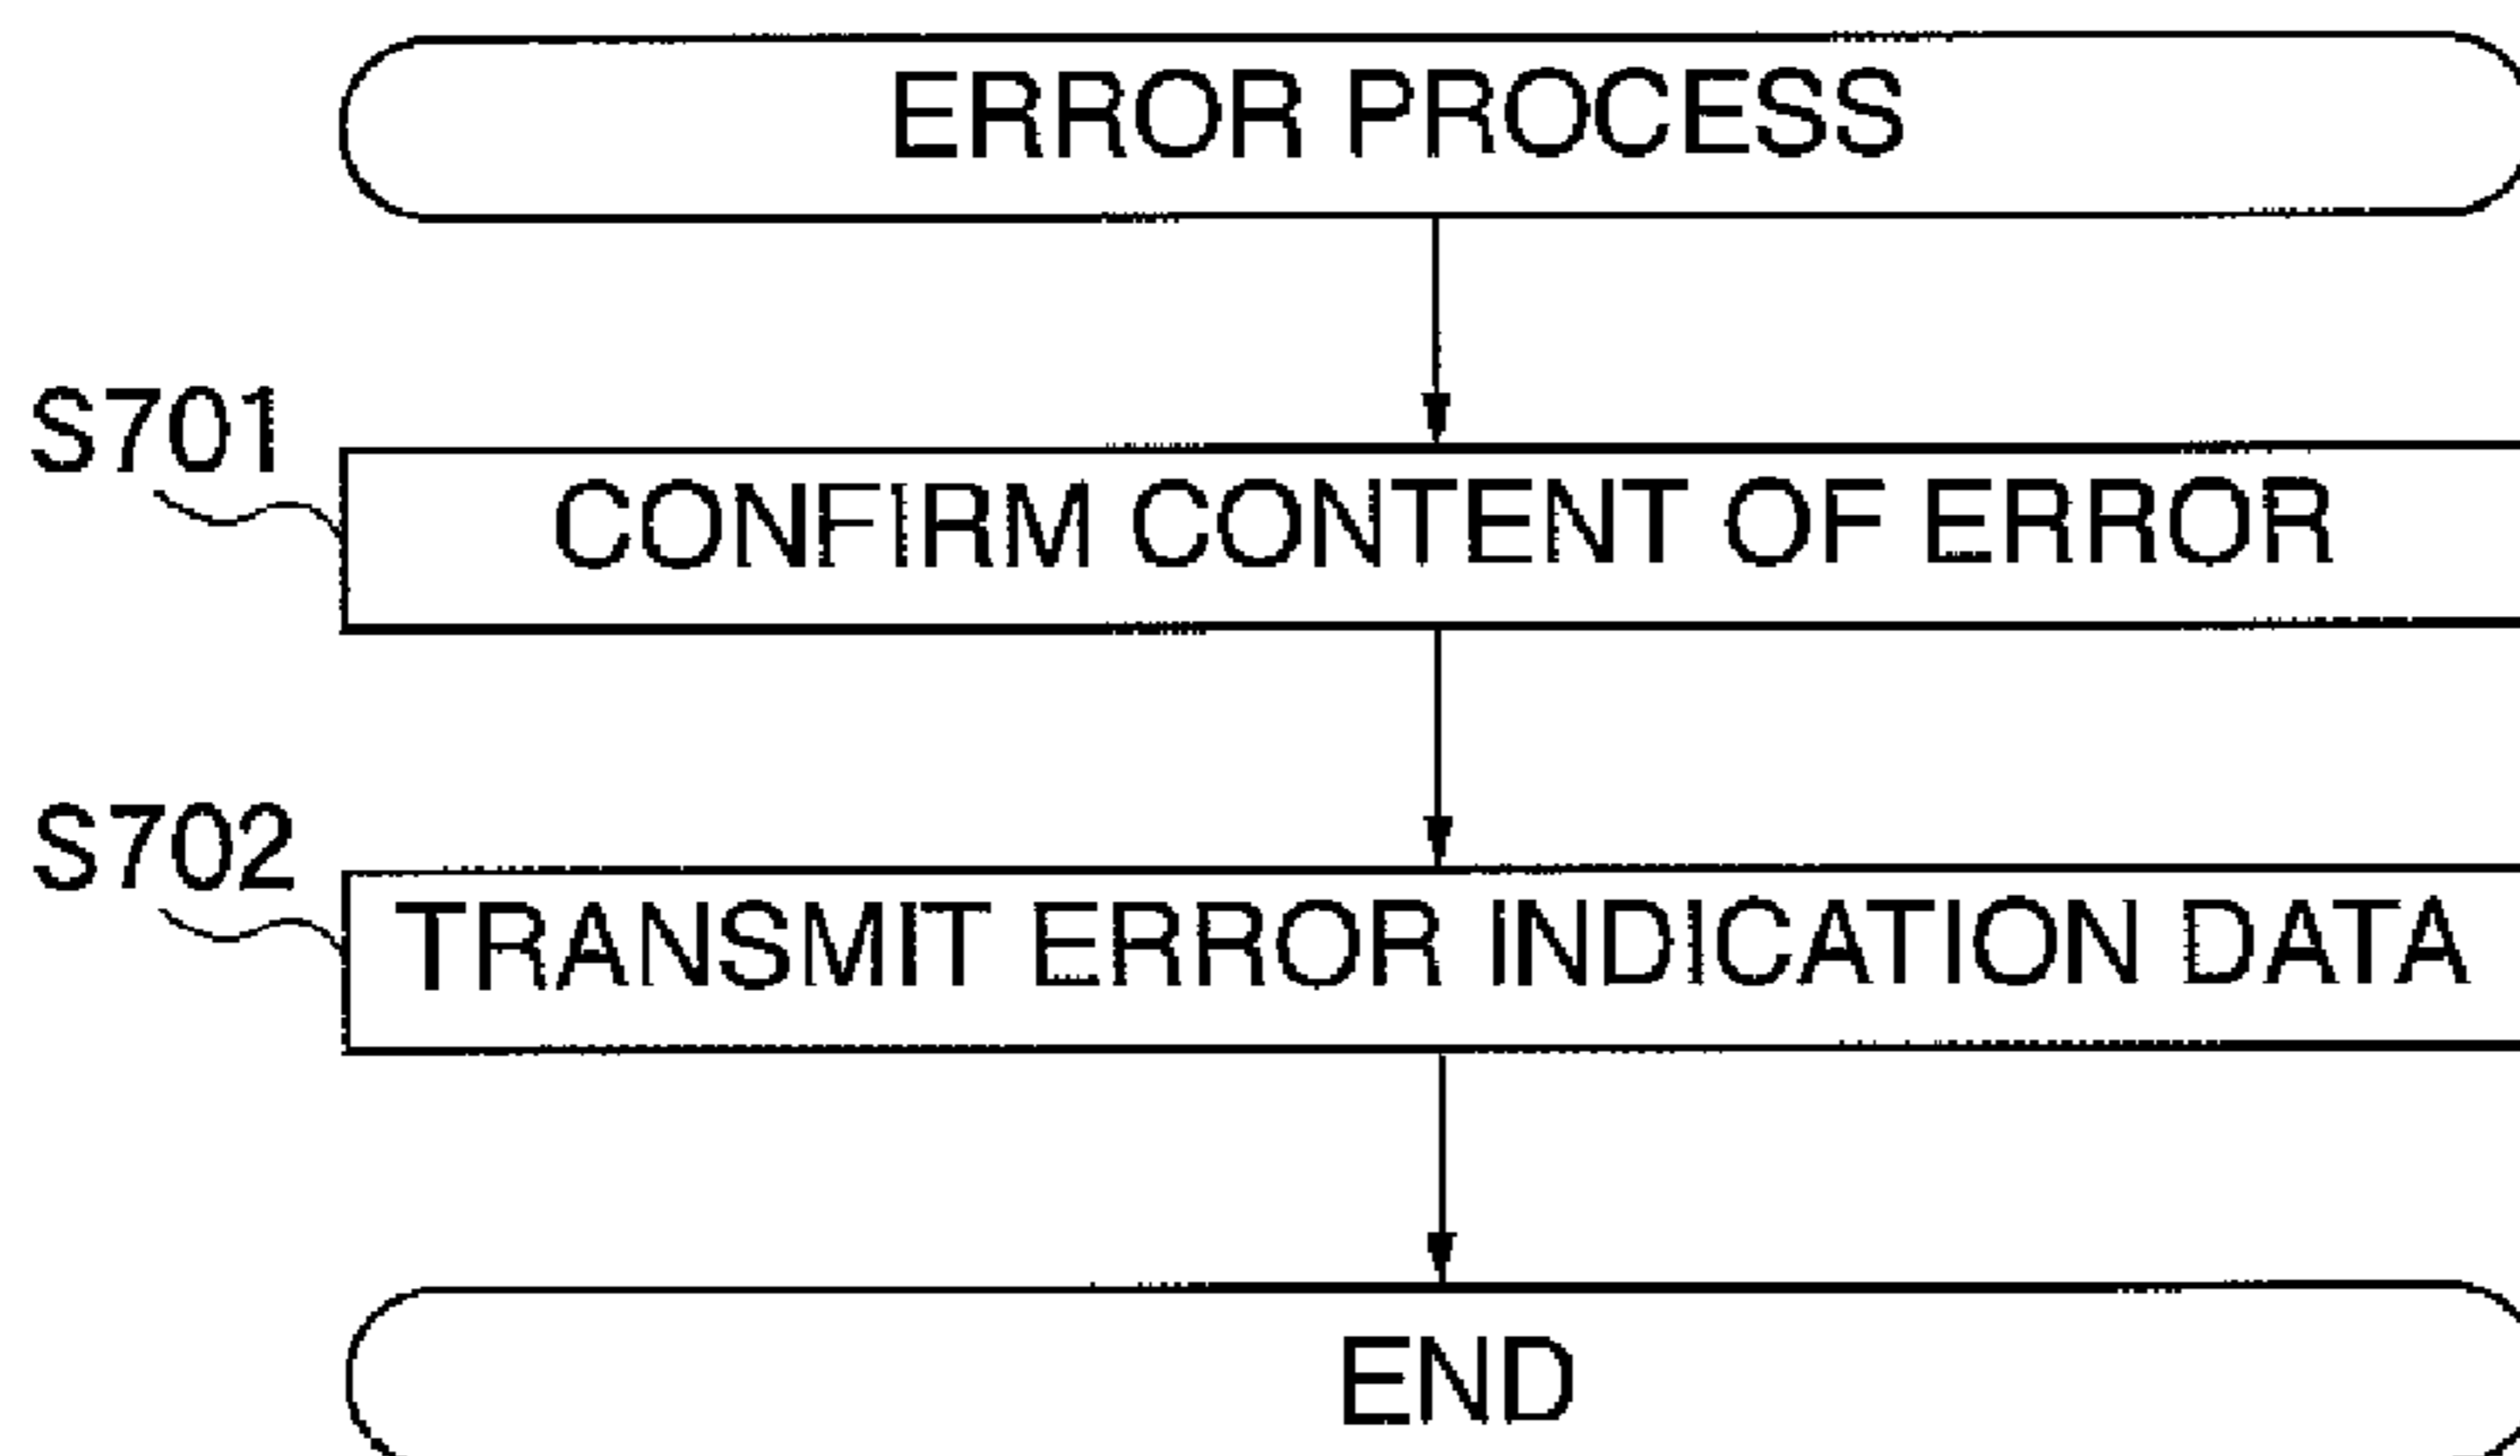 ERROR PROCESS
S701
CONFIRM CONTENT OF ERROR
S702
TRANSMIT ERROR INDICATION DATA
END